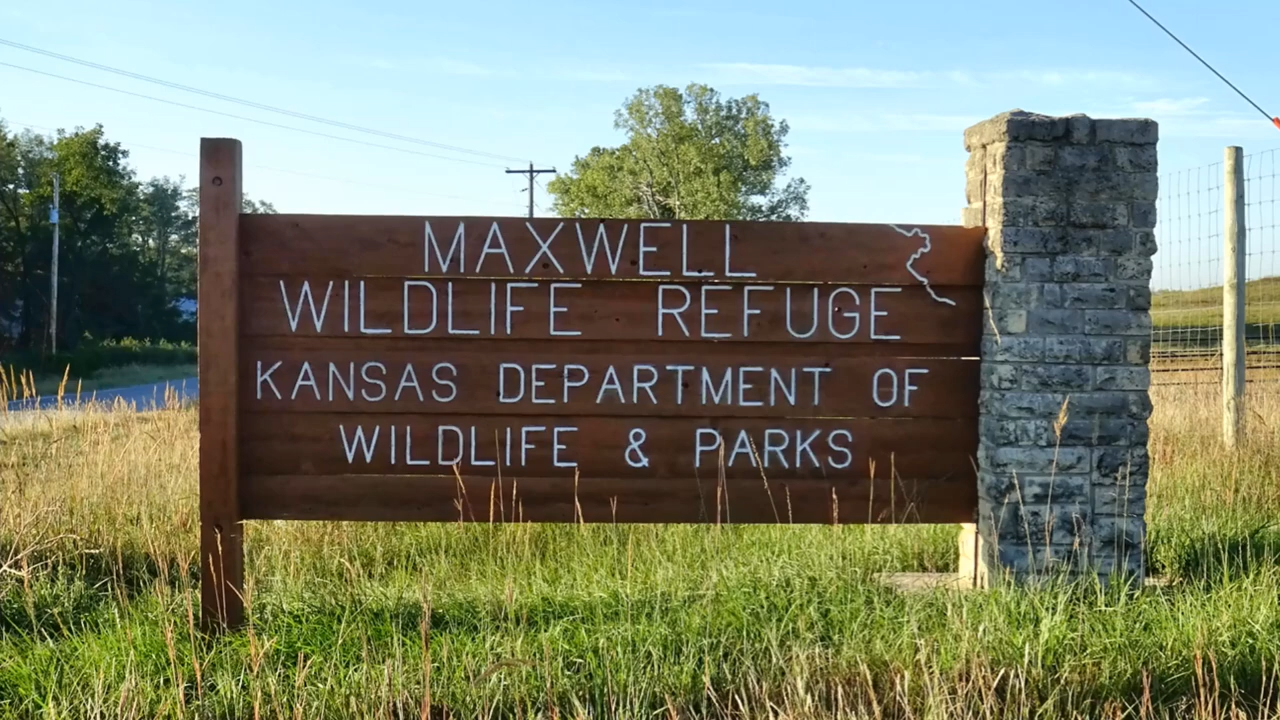 MAXWELL
WILDLIFE REFUGE
KANSAS DEPARTMENT OF
WILDLIFE & PARKS